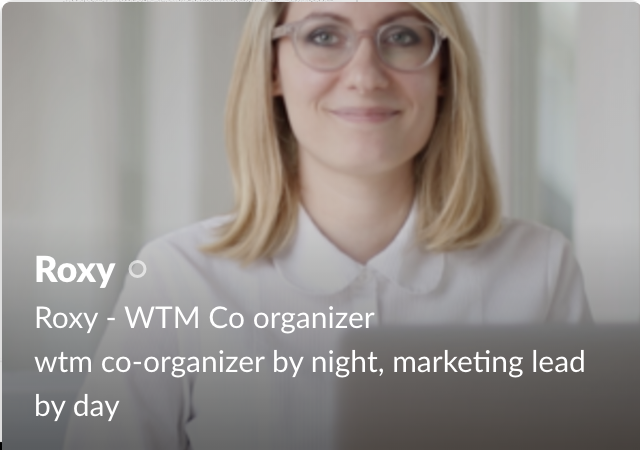 Roxy
Roxy - WTM Co organizer
wtm co-organizer by night, marketing lead
by day